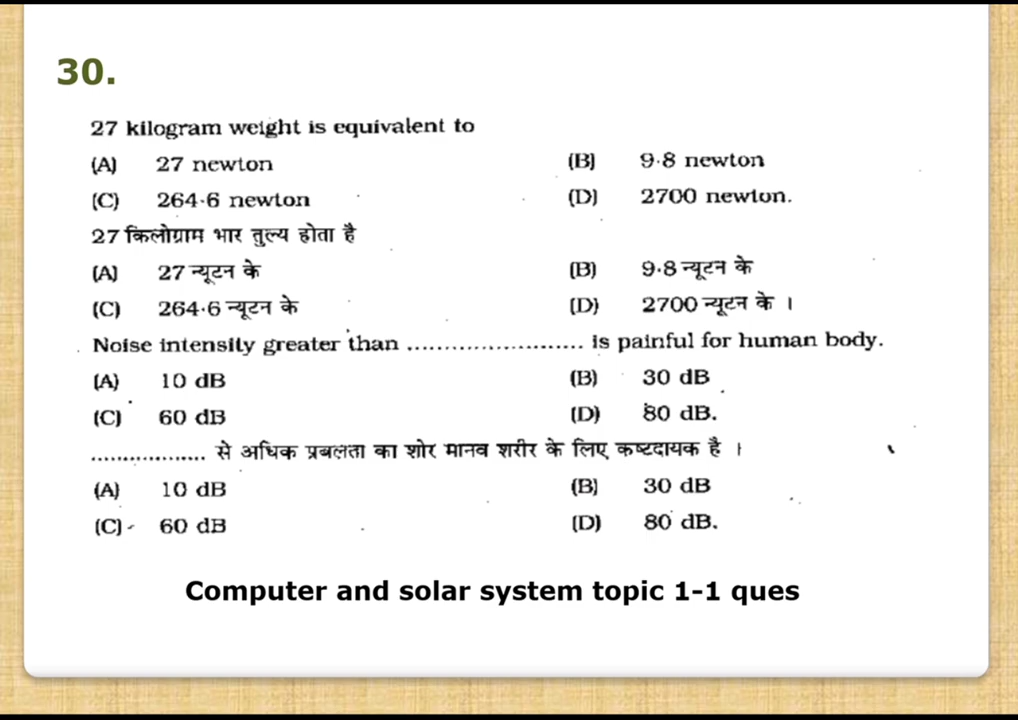 30.
27 kilogram weight is equivalent to
(A) 27 newton (B) 9·8 newton
(C) 264·6 newton (D) 2700 newton.
27 किलोग्राम भार तुल्य होता है
(A) 27 न्यूटन के (B) 9·8 न्यूटन के
(C) 264·6 न्यूटन के (D) 2700 न्यूटन के ।
Noise intensity greater than ........................ is painful for human body.
(A) 10 dB (B) 30 dB
(C) 60 dB (D) 80 dB.
.................. से अधिक प्रबलता का शोर मानव शरीर के लिए कष्टदायक है ।
(A) 10 dB (B) 30 dB
(C) 60 dB (D) 80 dB.
Computer and solar system topic 1-1 ques